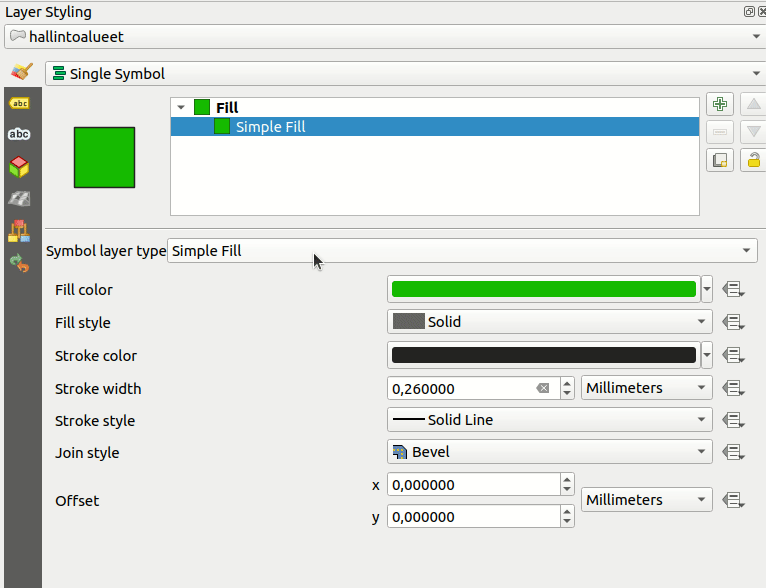 Layer Styling
hallintoalueet
Single Symbol
abc
abc
Fill
Simple Fill
Symbol layer type Simple Fill
Fill color
Fill style Solid
Stroke color
Stroke width 0,260000 Millimeters
Stroke style Solid Line
Join style Bevel
x 0,000000
Offset Millimeters
y 0,000000